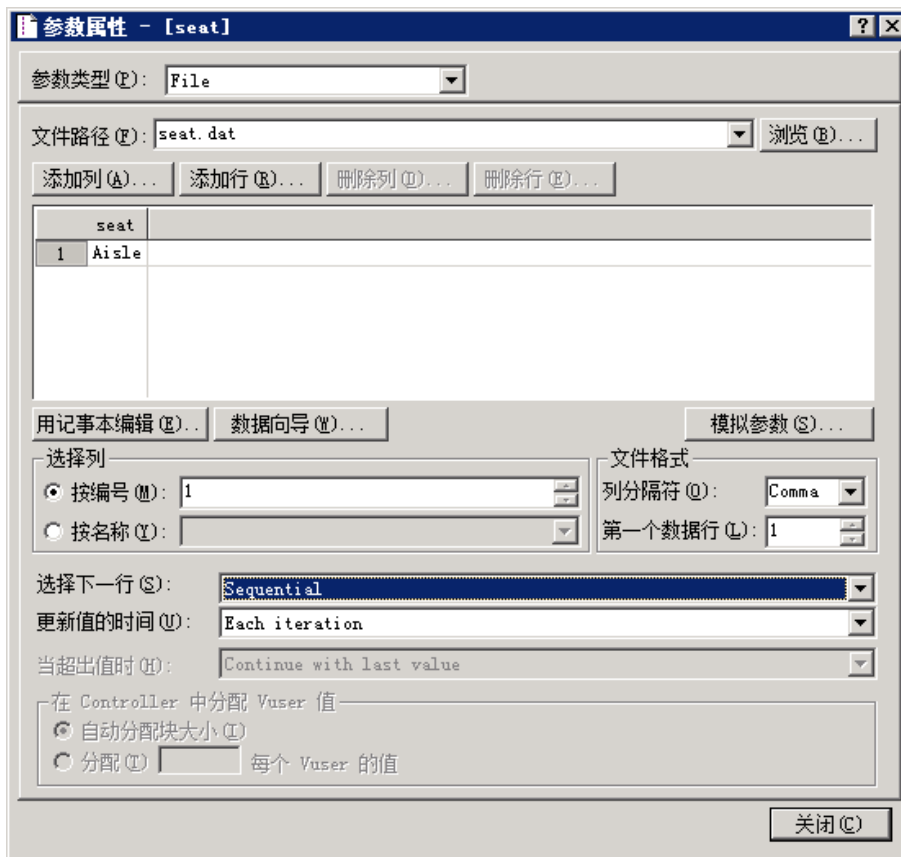 参数属性 - [seat]
参数类型(P): File
文件路径(F): seat.dat 浏览(B)...
添加列(A)... 添加行(R)... 删除列(D)... 删除行(E)...
seat
1 Aisle
用记事本编辑(E).. 数据向导(W)... 模拟参数(S)...
选择列 文件格式
按编号(M): 1 列分隔符(O): Comma
按名称(Y): 第一个数据行(L): 1
选择下一行(S): Sequential
更新值的时间(U): Each iteration
当超出值时(H): Continue with last value
在 Controller 中分配 Vuser 值
自动分配块大小(I)
分配(T) 每个 Vuser 的值
关闭(C)